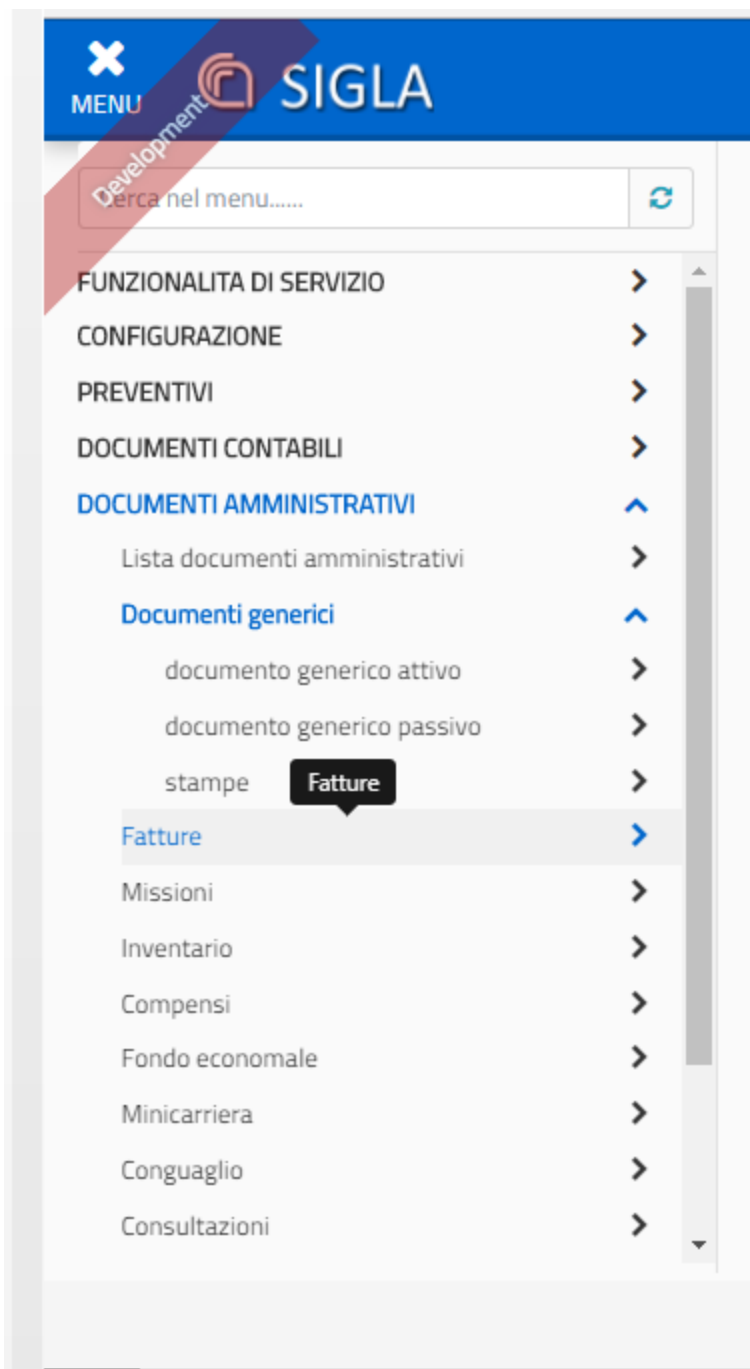 MENU
SIGLA
Development
Cerca nel menu......
FUNZIONALITA DI SERVIZIO
CONFIGURAZIONE
PREVENTIVI
DOCUMENTI CONTABILI
DOCUMENTI AMMINISTRATIVI
Lista documenti amministrativi
Documenti generici
documento generico attivo
documento generico passivo
stampe
Fatture
Fatture
Missioni
Inventario
Compensi
Fondo economale
Minicarriera
Conguaglio
Consultazioni